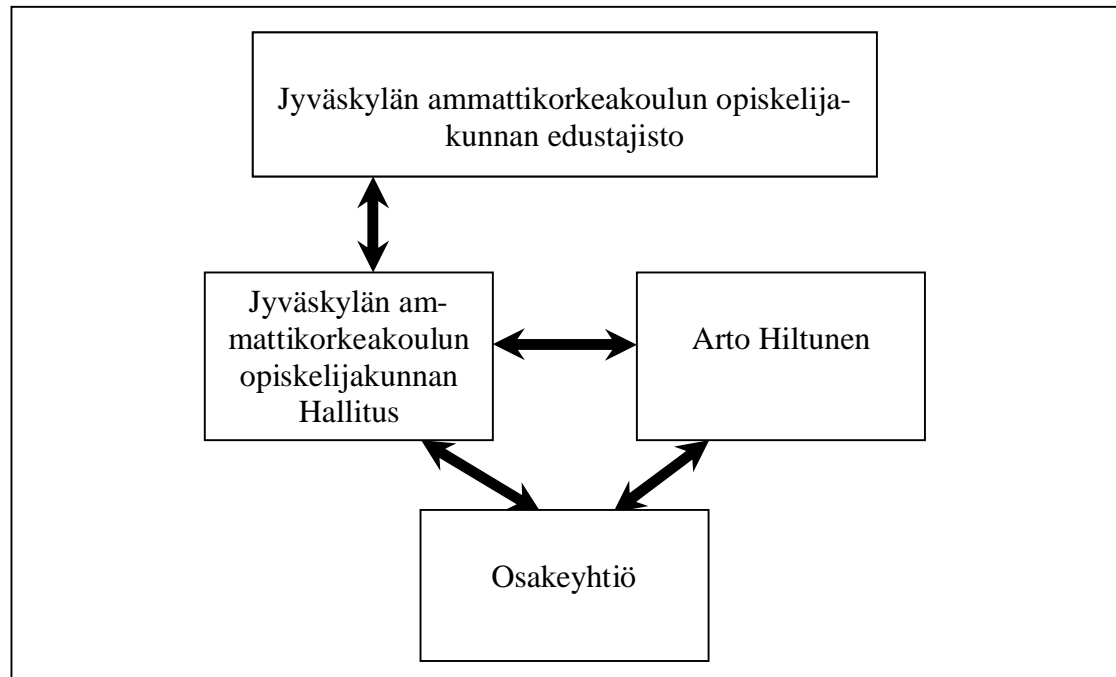 Jyväskylän ammattikorkeakoulun opiskelija-
kunnan edustajisto
Jyväskylän am-
mattikorkeakoulun
opiskelijakunnan
Hallitus
Arto Hiltunen
Osakeyhtiö